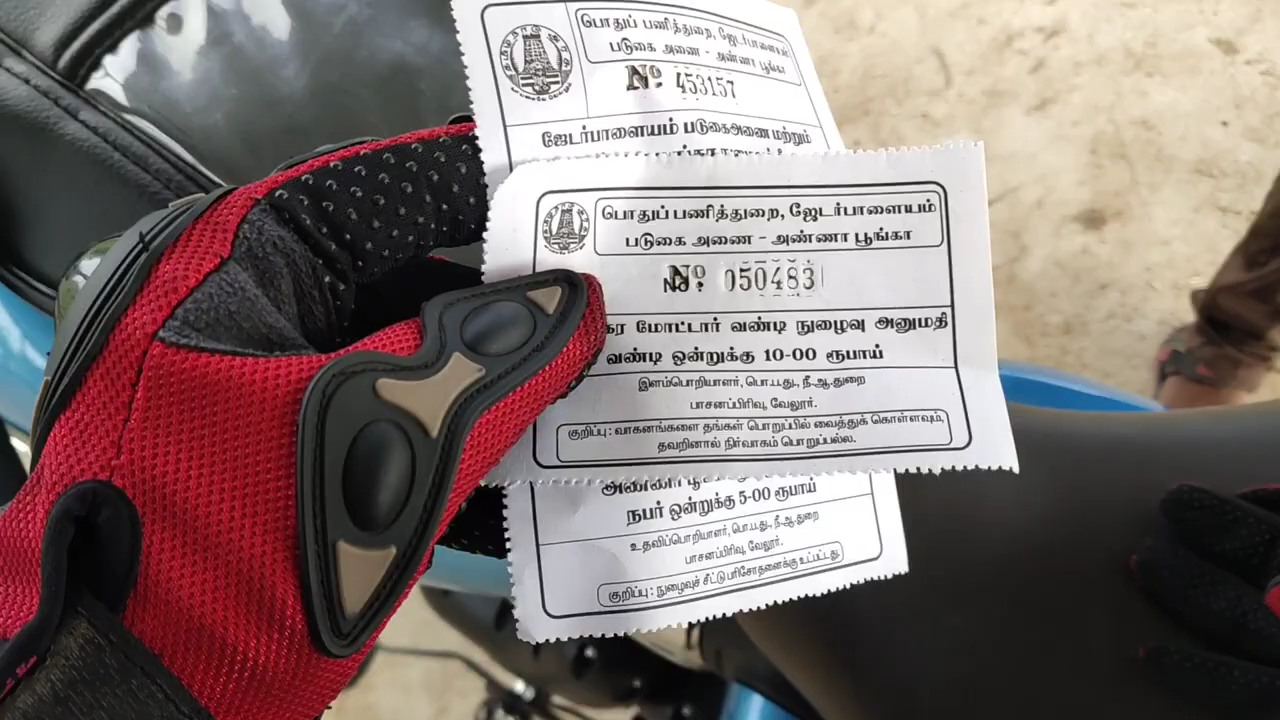 பொதுப் பணித்துறை, ஜேடர்பாளையம்
படுகை அணை - அண்ணா பூங்கா
Nº 453157
ஜேடர்பாளையம் படுகைஅணை மற்றும்
பொதுப் பணித்துறை, ஜேடர்பாளையம்
படுகை அணை - அண்ணா பூங்கா
Nº 050483
மோட்டார் வண்டி நுழைவு அனுமதி
வண்டி ஒன்றுக்கு 10-00 ரூபாய்
இளம்பொறியாளர், பொ.ப.து., நீ.ஆ.துறை
பாசனப்பிரிவு, வேலூர்.
குறிப்பு : வாகனங்களை தங்கள் பொறுப்பில் வைத்துக் கொள்ளவும்,
தவறினால் நிர்வாகம் பொறுப்பல்ல.
நபர் ஒன்றுக்கு 5-00 ரூபாய்
உதவிப்பொறியாளர், பொ.ப.து., நீ.ஆ.துறை
பாசனப்பிரிவு, வேலூர்.
குறிப்பு : நுழைவுச் சீட்டு பரிசோதனைக்கு உட்பட்டது.